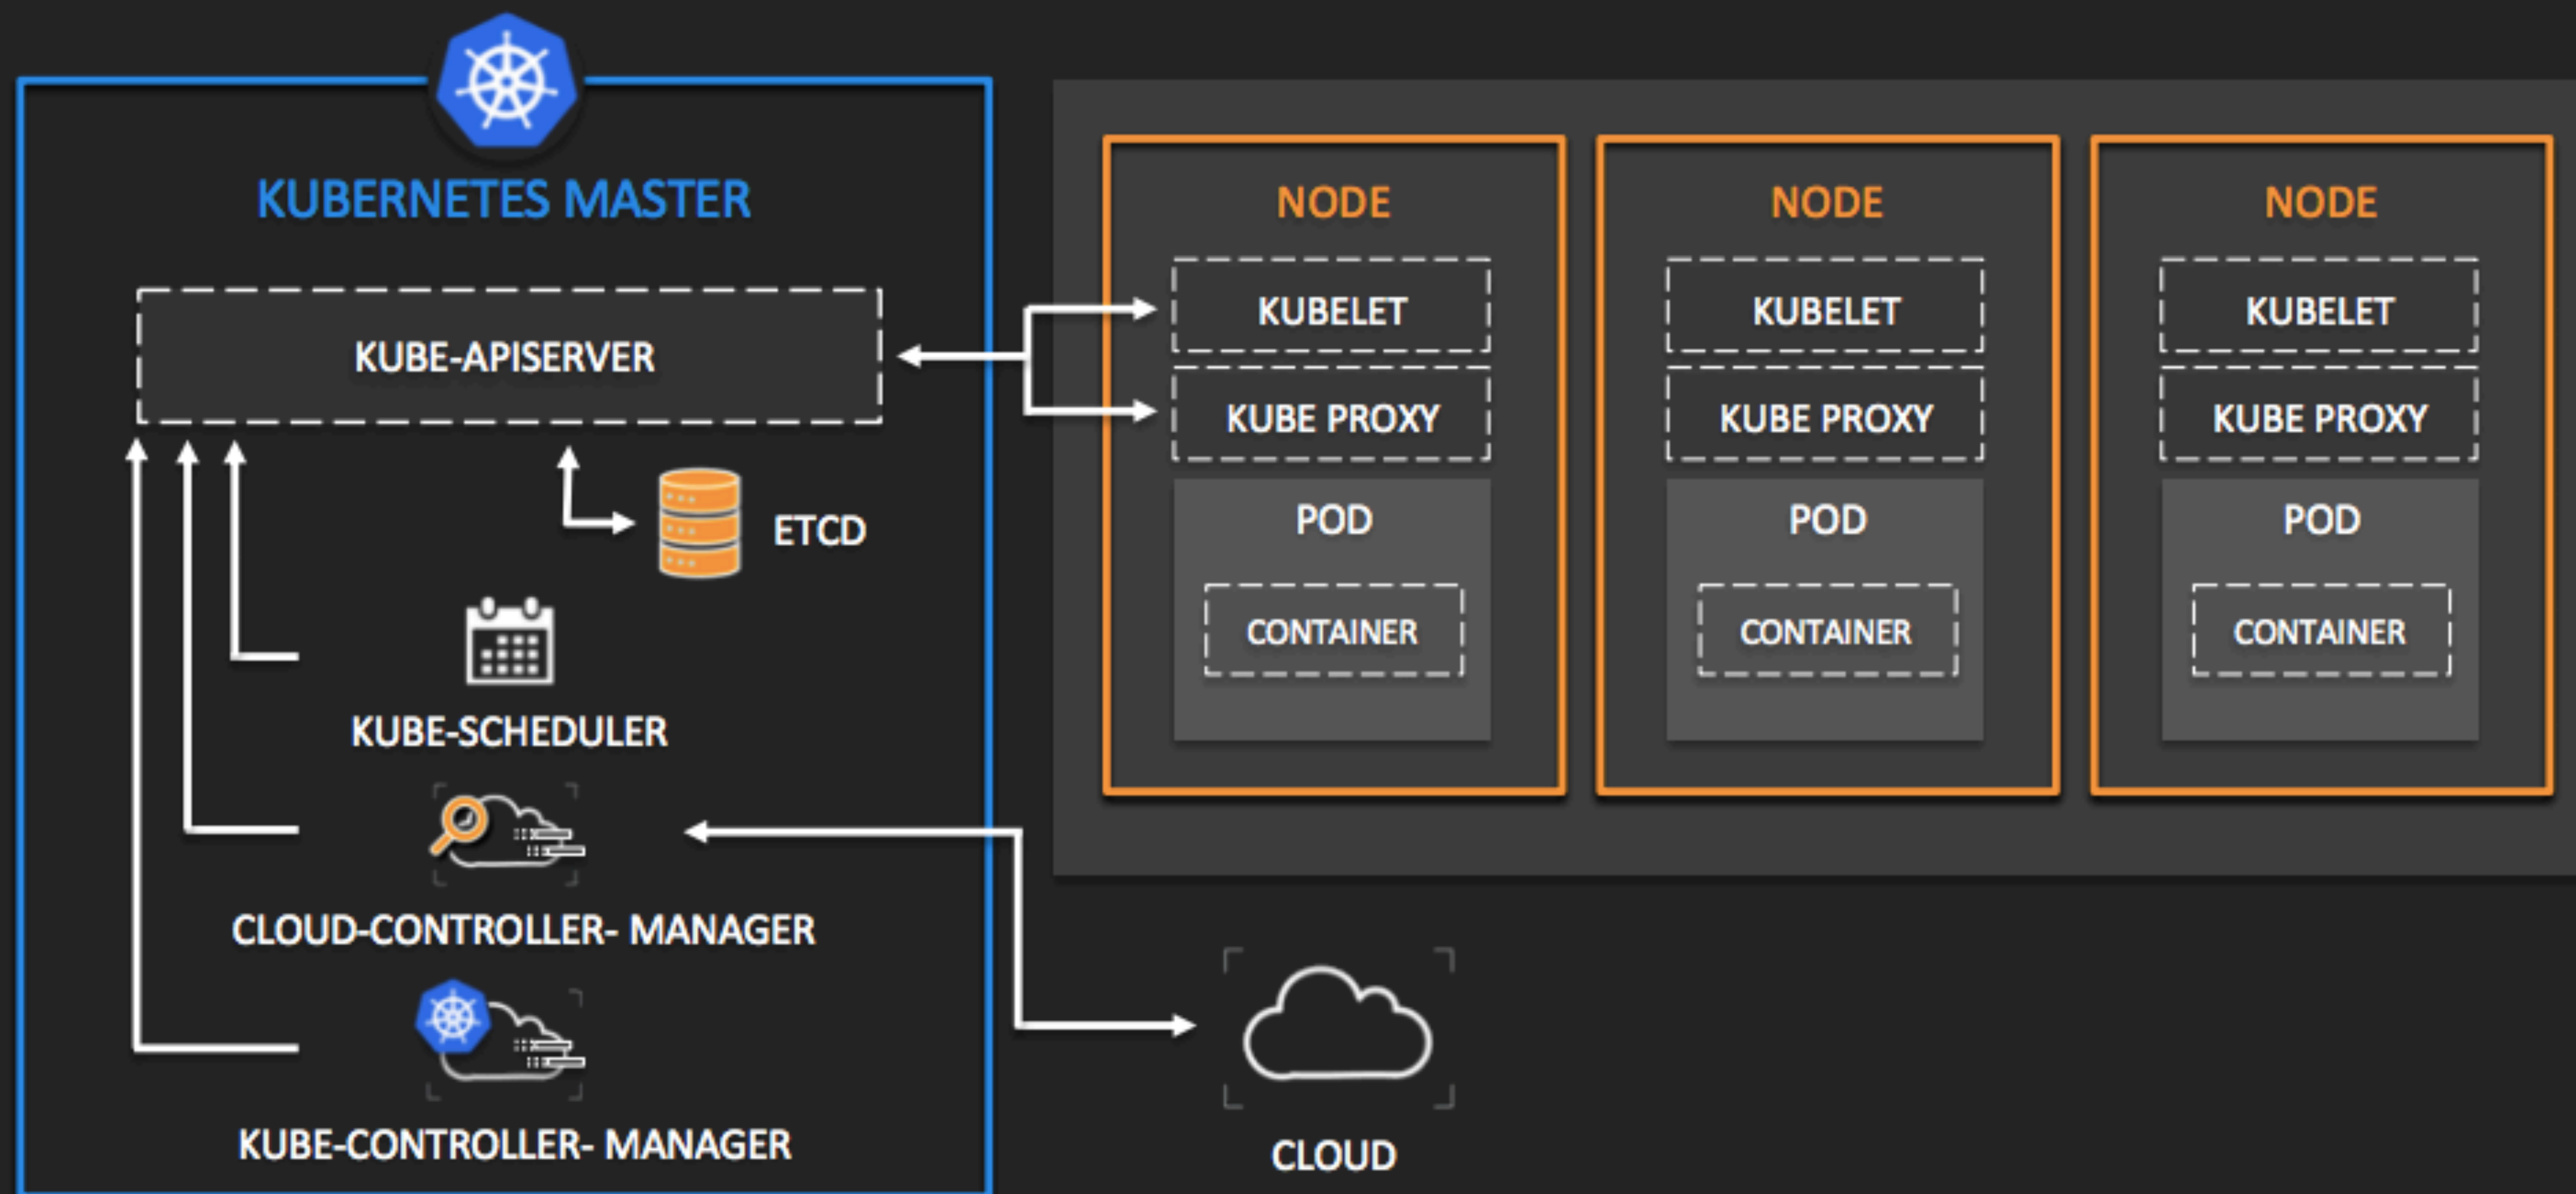 KUBERNETES MASTER
KUBE-APISERVER
ETCD
KUBE-SCHEDULER
CLOUD-CONTROLLER- MANAGER
KUBE-CONTROLLER- MANAGER
NODE
KUBELET
KUBE PROXY
POD
CONTAINER
NODE
KUBELET
KUBE PROXY
POD
CONTAINER
NODE
KUBELET
KUBE PROXY
POD
CONTAINER
CLOUD